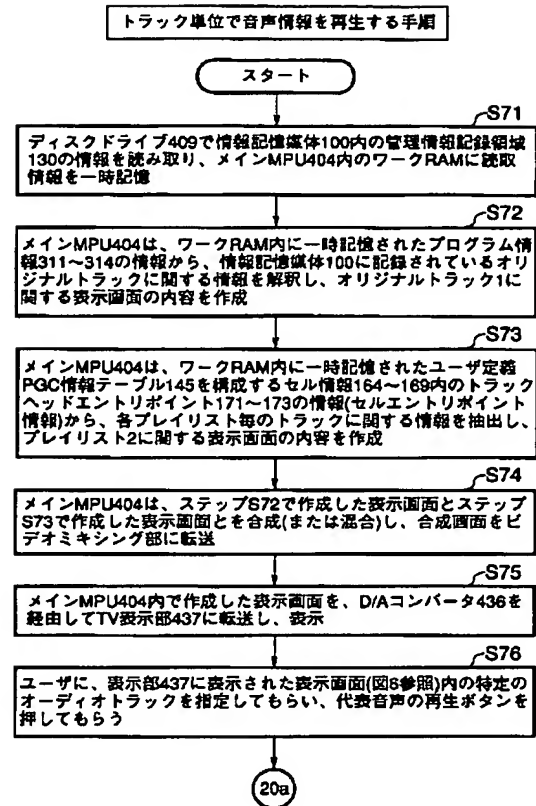 トラック単位で音声情報を再生する手順
スタート
S71
ディスクドライブ409で情報記憶媒体100内の管理情報記録領域
130の情報を読み取り、メインMPU404内のワークRAMに読取
情報を一時記憶
S72
メインMPU404は、ワークRAM内に一時記憶されたプログラム情
報311〜314の情報から、情報記憶媒体100に記録されているオ
リジナルトラックに関する情報を解釈し、オリジナルトラック1に
関する表示画面の内容を作成
S73
メインMPU404は、ワークRAM内に一時記憶されたユーザ定義
PGC情報テーブル145を構成するセル情報164〜169内のトラック
ヘッドエントリポイント171〜173の情報(セルエントリポイント
情報)から、各プレイリスト毎のトラックに関する情報を抽出し、
プレイリスト2に関する表示画面の内容を作成
S74
メインMPU404は、ステップS72で作成した表示画面とステップ
S73で作成した表示画面とを合成(または混合)し、合成画面をビ
デオミキシング部に転送
S75
メインMPU404内で作成した表示画面を、D/Aコンバータ436を
経由してTV表示部437に転送し、表示
S76
ユーザに、表示部437に表示された表示画面(図6参照)内の特定の
オーディオトラックを指定してもらい、代表音声の再生ボタンを
押してもらう
20a